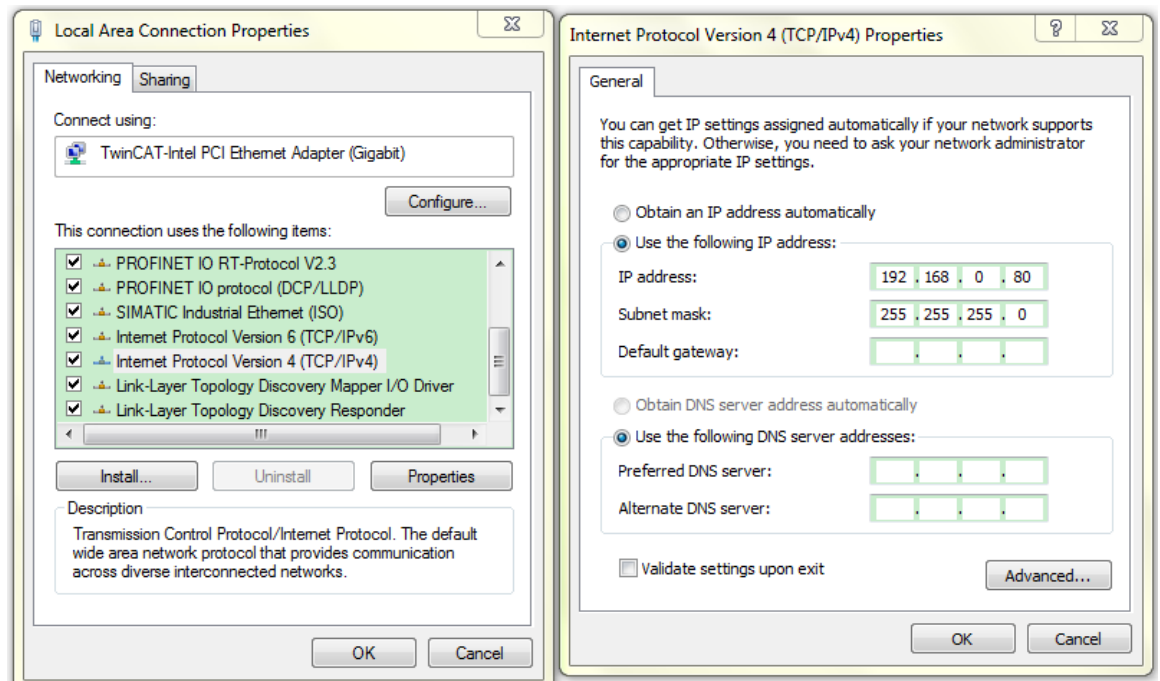 Local Area Connection Properties
Networking
Sharing
Connect using:
TwinCAT-Intel PCI Ethernet Adapter (Gigabit)
Configure...
This connection uses the following items:
PROFINET IO RT-Protocol V2.3
PROFINET IO protocol (DCP/LLDP)
SIMATIC Industrial Ethernet (ISO)
Internet Protocol Version 6 (TCP/IPv6)
Internet Protocol Version 4 (TCP/IPv4)
Link-Layer Topology Discovery Mapper I/O Driver
Link-Layer Topology Discovery Responder
Install...
Uninstall
Properties
Description
Transmission Control Protocol/Internet Protocol. The default
wide area network protocol that provides communication
across diverse interconnected networks.
OK
Cancel
Internet Protocol Version 4 (TCP/IPv4) Properties
General
You can get IP settings assigned automatically if your network supports
this capability. Otherwise, you need to ask your network administrator
for the appropriate IP settings.
Obtain an IP address automatically
Use the following IP address:
IP address: 192 . 168 . 0 . 80
Subnet mask: 255 . 255 . 255 . 0
Default gateway: . . .
Obtain DNS server address automatically
Use the following DNS server addresses:
Preferred DNS server: . . .
Alternate DNS server: . . .
Validate settings upon exit
Advanced...
OK
Cancel